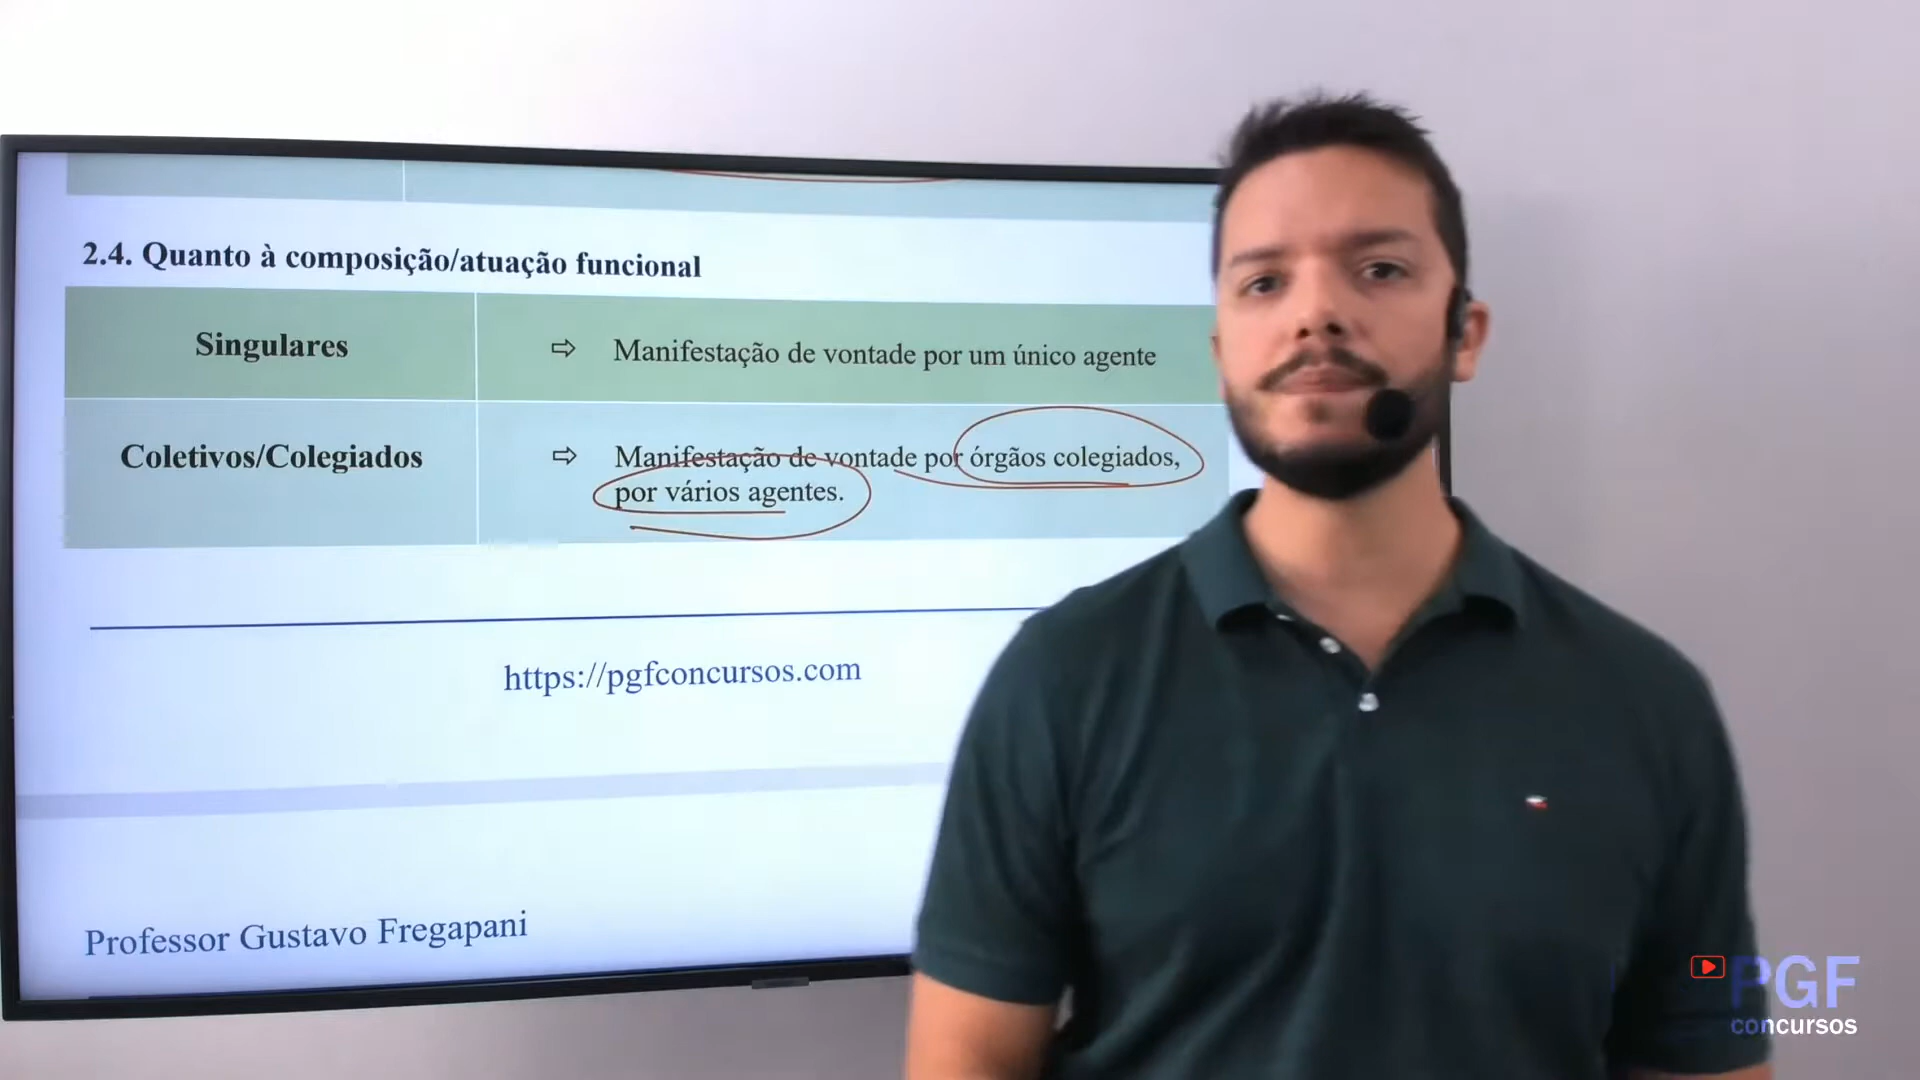 2.4. Quanto à composição/atuação funcional
Singulares
⇨ Manifestação de vontade por um único agente
Coletivos/Colegiados
⇨ Manifestação de vontade por órgãos colegiados,
por vários agentes.
https://pgfconcursos.com
Professor Gustavo Fregapani
PGF
concursos